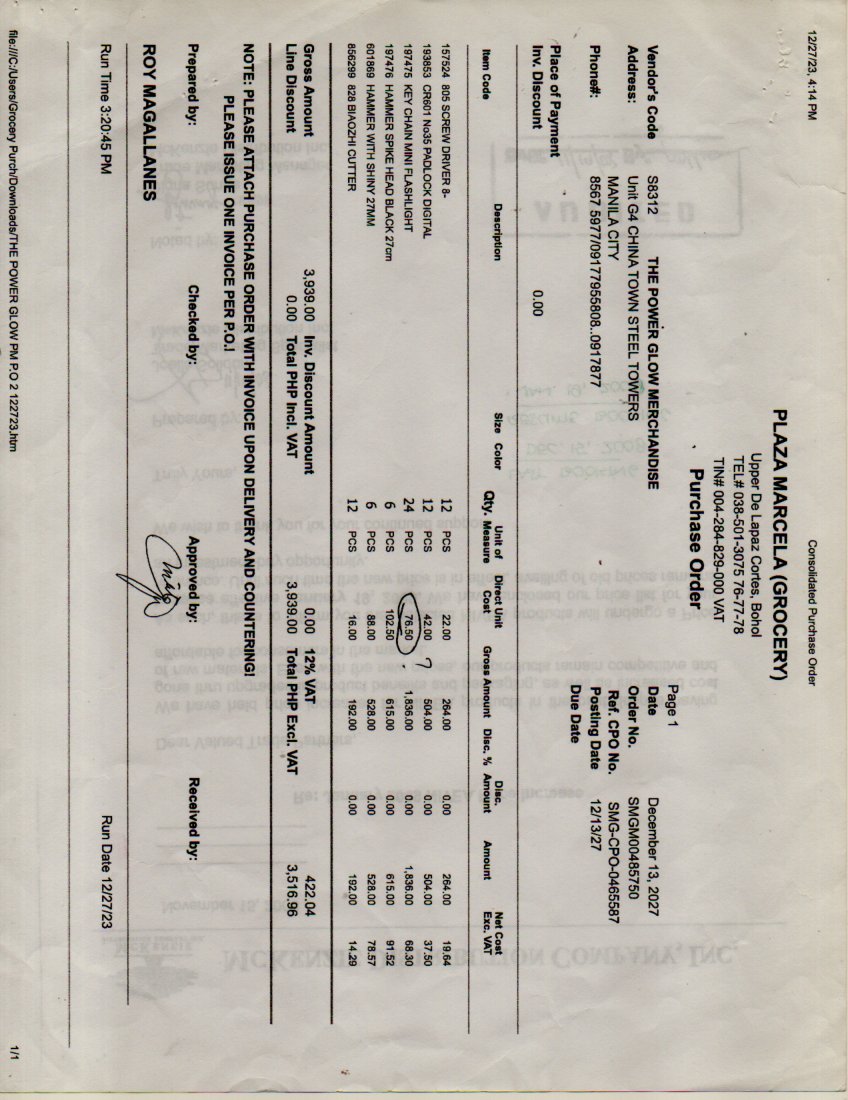 12/27/23, 4:14 PM
Consolidated Purchase Order
PLAZA MARCELA (GROCERY)
Upper De Lapaz Cortes, Bohol
TEL# 038-501-3075 76-77-78
TIN# 004-284-829-000 VAT
Purchase Order
Page 1
Vendor's Code S8312 THE POWER GLOW MERCHANDISE Date December 13, 2027
Address: Unit G4 CHINA TOWN STEEL TOWERS Order No. SMGM00485750
MANILA CITY Ref. CPO No. SMG-CPO-0465587
Phone#: 8567 5977/09177955808..0917877 Posting Date 12/13/27
Due Date
Place of Payment
Inv. Discount 0.00
Item Code Description Size Color Qty. Unit of Measure Direct Unit Cost Gross Amount Disc. % Disc. Amount Amount Net Cost Exc. VAT
157524 805 SCREW DRIVER 8- 12 PCS 22.00 264.00 0.00 264.00 19.64
193853 CR601 No35 PADLOCK DIGITAL 12 PCS 42.00 504.00 0.00 504.00 37.50
197475 KEY CHAIN MINI FLASHLIGHT 24 PCS 76.50 1,836.00 0.00 1,836.00 68.30
197476 HAMMER SPIKE HEAD BLACK 27cm 6 PCS 102.50 615.00 0.00 615.00 91.52
601869 HAMMER WITH SHINY 27MM 6 PCS 88.00 528.00 0.00 528.00 78.57
856299 828 BIAOZHI CUTTER 12 PCS 16.00 192.00 0.00 192.00 14.29
Gross Amount 3,939.00 Inv. Discount Amount 0.00 12% VAT 422.04
Line Discount 0.00 Total PHP Incl. VAT 3,939.00 Total PHP Excl. VAT 3,516.96
NOTE: PLEASE ATTACH PURCHASE ORDER WITH INVOICE UPON DELIVERY AND COUNTERING!
PLEASE ISSUE ONE INVOICE PER P.O.!
Prepared by: Checked by: Approved by: Received by:
ROY MAGALLANES
Run Time 3:20:45 PM Run Date 12/27/23
file:///C:/Users/Grocery Purch/Downloads/THE POWER GLOW PM P.O 2 122723.htm
1/1